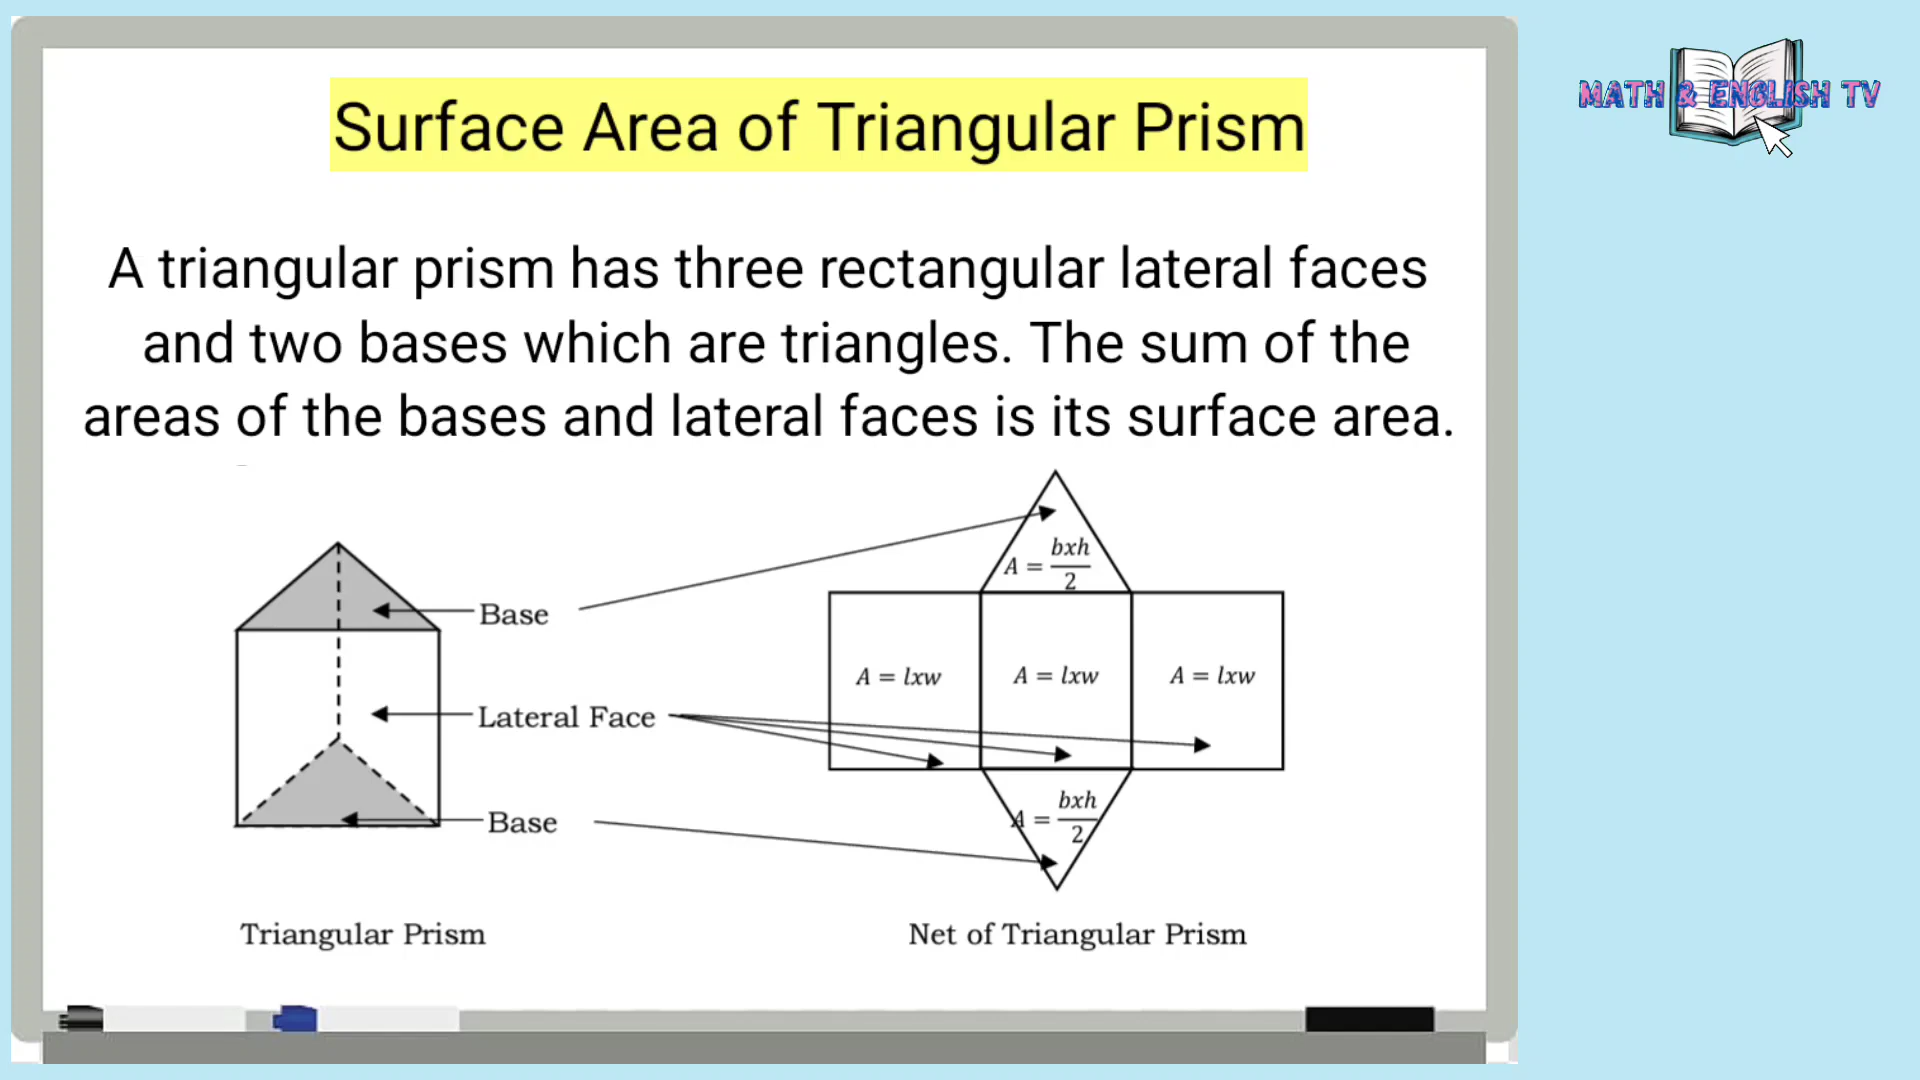 MATH & ENGLISH TV
Surface Area of Triangular Prism
A triangular prism has three rectangular lateral faces
and two bases which are triangles. The sum of the
areas of the bases and lateral faces is its surface area.
A = bxh/2
Base
A = lxw
A = lxw
A = lxw
Lateral Face
A = bxh/2
Base
Triangular Prism
Net of Triangular Prism